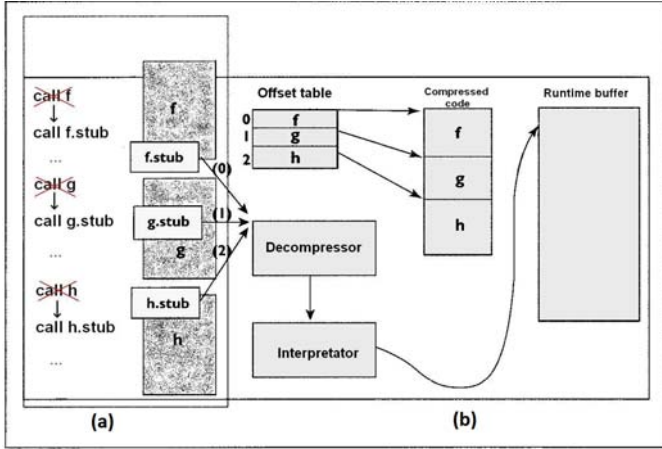 call f
call f.stub
...
call g
call g.stub
...
call h
call h.stub
...
f
f.stub
g.stub
g
h.stub
h
(0)
(1)
(2)
(a)
Offset table
0 f
1 g
2 h
Compressed
code
f
g
h
Runtime buffer
Decompressor
Interpretator
(b)